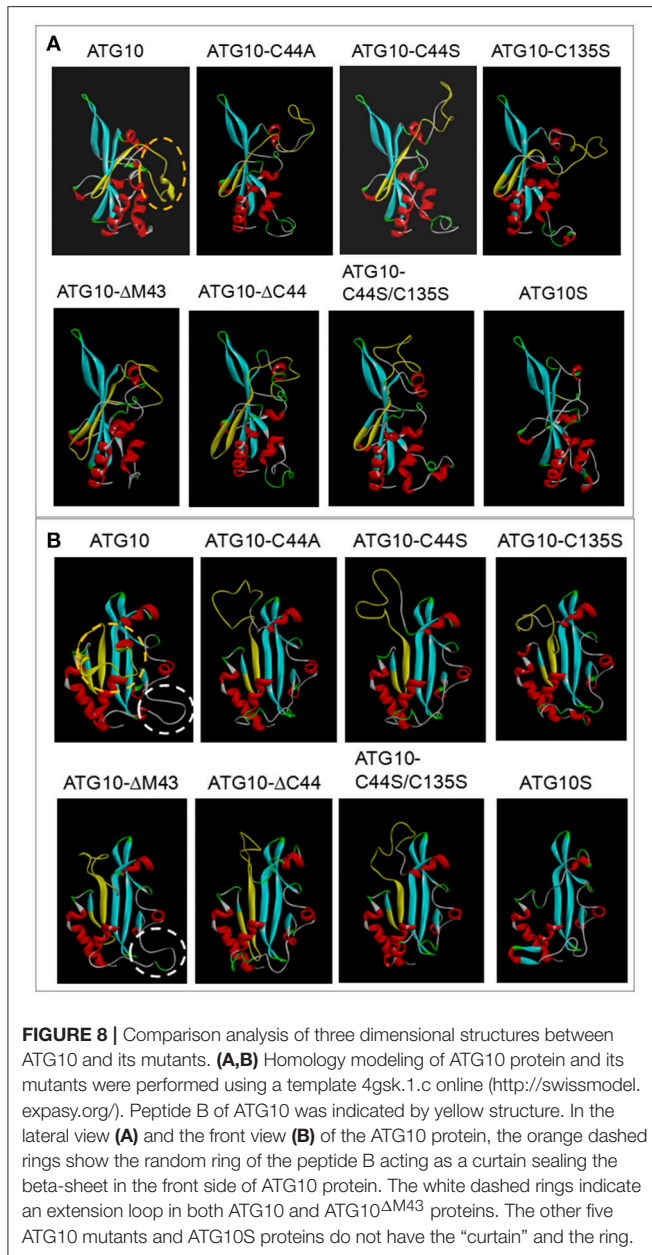 A
ATG10 ATG10-C44A ATG10-C44S ATG10-C135S
ATG10-ΔM43 ATG10-ΔC44 ATG10-
C44S/C135S ATG10S
B
ATG10 ATG10-C44A ATG10-C44S ATG10-C135S
ATG10-ΔM43 ATG10-ΔC44 ATG10-
C44S/C135S ATG10S
FIGURE 8 | Comparison analysis of three dimensional structures between
ATG10 and its mutants. (A,B) Homology modeling of ATG10 protein and its
mutants were performed using a template 4gsk.1.c online (http://swissmodel.
expasy.org/). Peptide B of ATG10 was indicated by yellow structure. In the
lateral view (A) and the front view (B) of the ATG10 protein, the orange dashed
rings show the random ring of the peptide B acting as a curtain sealing the
beta-sheet in the front side of ATG10 protein. The white dashed rings indicate
an extension loop in both ATG10 and ATG10ΔM43 proteins. The other five
ATG10 mutants and ATG10S proteins do not have the “curtain” and the ring.